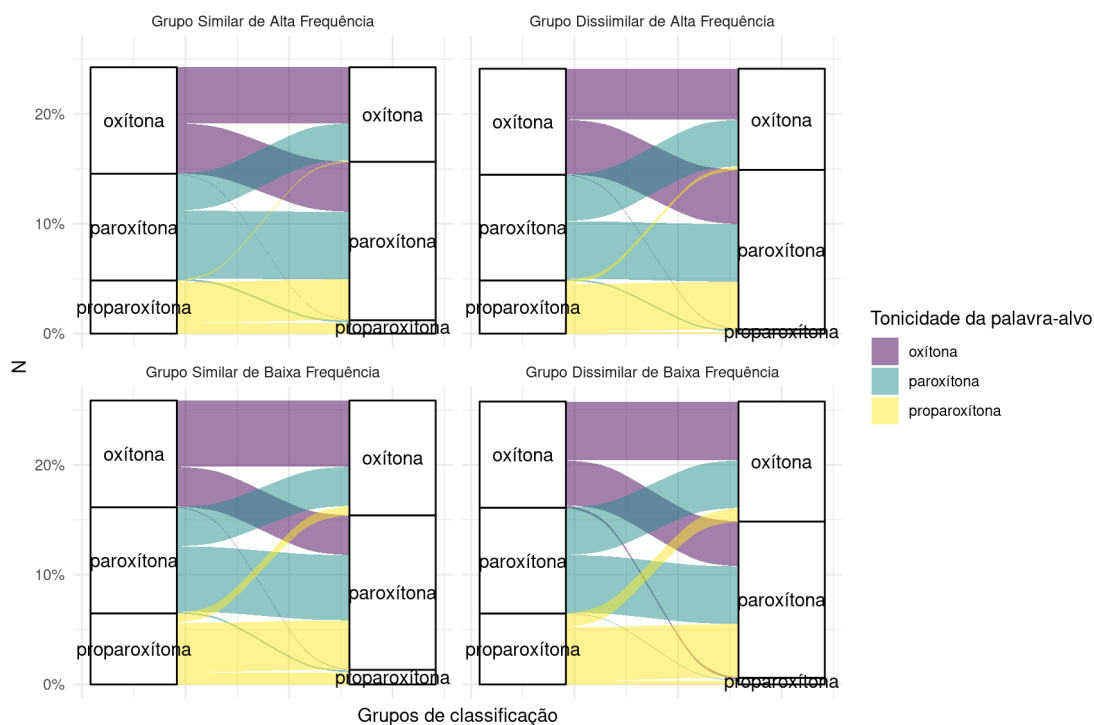 Grupo Similar de Alta Frequência
Grupo Dissiimilar de Alta Frequência
20%
10%
0%
oxítona
paroxítona
proparoxítona
oxítona
paroxítona
proparoxítona
oxítona
paroxítona
proparoxítona
oxítona
paroxítona
proparoxítona
N
Grupo Similar de Baixa Frequência
Grupo Dissimilar de Baixa Frequência
20%
10%
0%
oxítona
paroxítona
proparoxítona
oxítona
paroxítona
proparoxítona
oxítona
paroxítona
proparoxítona
oxítona
paroxítona
proparoxítona
Grupos de classificação
Tonicidade da palavra-alvo
oxítona
paroxítona
proparoxítona